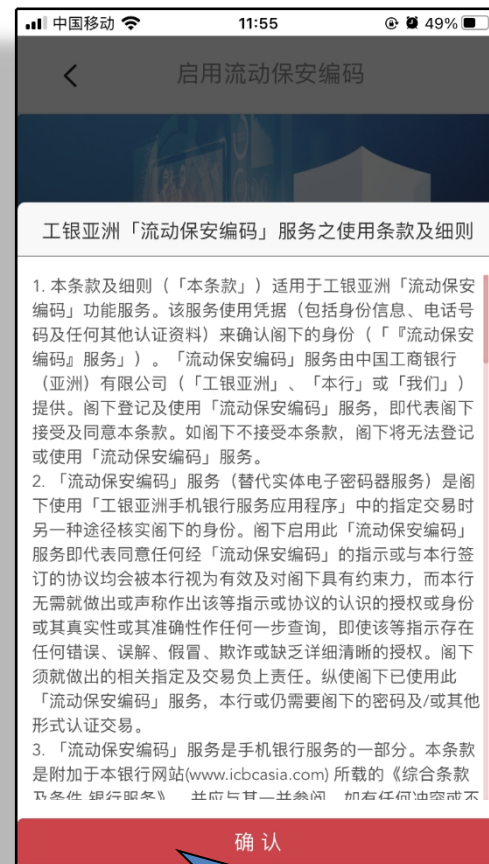 中国移动 11:55 49%
启用流动保安编码
工银亚洲「流动保安编码」服务之使用条款及细则
1. 本条款及细则（「本条款」）适用于工银亚洲「流动保安
编码」功能服务。该服务使用凭据（包括身份信息、电话号
码及任何其他认证资料）来确认阁下的身份（「『流动保安
编码』服务」）。「流动保安编码」服务由中国工商银行
（亚洲）有限公司（「工银亚洲」、「本行」或「我们」）
提供。阁下登记及使用「流动保安编码」服务，即代表阁下
接受及同意本条款。如阁下不接受本条款，阁下将无法登记
或使用「流动保安编码」服务。
2. 「流动保安编码」服务（替代实体电子密码器服务）是阁
下使用「工银亚洲手机银行服务应用程序」中的指定交易时
另一种途径核实阁下的身份。阁下启用此「流动保安编码」
服务即代表同意任何经「流动保安编码」的指示或与本行签
订的协议均会被本行视为有效及对阁下具有约束力，而本行
无需就做出或声称作出该等指示或协议的认识的授权或身份
或其真实性或其准确性作任何一步查询，即使该等指示存在
任何错误、误解、假冒、欺诈或缺乏详细清晰的授权。阁下
须就做出的相关指定及交易负上责任。纵使阁下已使用此
「流动保安编码」服务，本行或仍需要阁下的密码及/或其他
形式认证交易。
3. 「流动保安编码」服务是手机银行服务的一部分。本条款
是附加于本银行网站(www.icbcasia.com) 所载的《综合条款
及条件-银行服务》，并应与其一并参阅，如有任何冲突或不
确 认